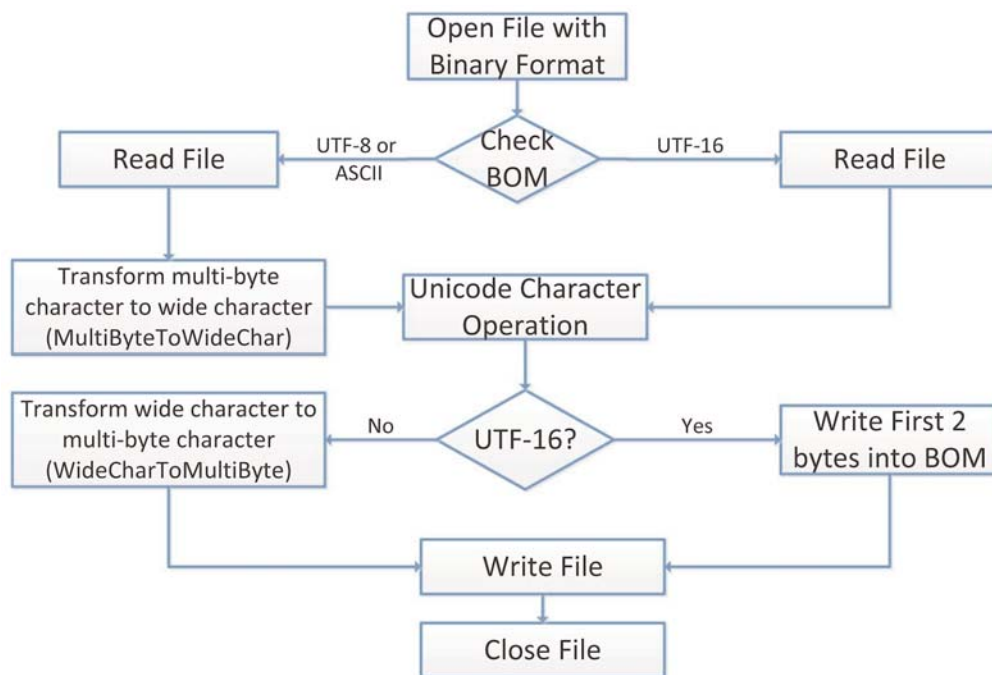 Open File with
Binary Format
UTF-8 or
ASCII
Check
BOM
UTF-16
Read File
Read File
Transform multi-byte
character to wide character
(MultiByteToWideChar)
Unicode Character
Operation
Transform wide character to
multi-byte character
(WideCharToMultiByte)
No
UTF-16?
Yes
Write First 2
bytes into BOM
Write File
Close File